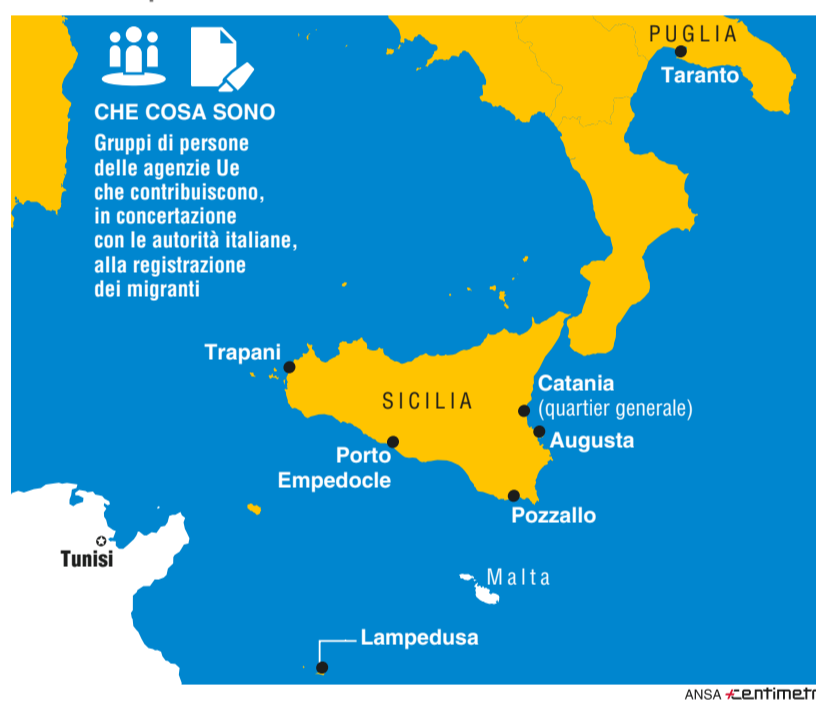 PUGLIA
Taranto
CHE COSA SONO
Gruppi di persone
delle agenzie Ue
che contribuiscono,
in concertazione
con le autorità italiane,
alla registrazione
dei migranti
Trapani
SICILIA
Catania
(quartier generale)
Augusta
Porto
Empedocle
Pozzallo
Tunisi
Malta
Lampedusa
ANSA centimetr